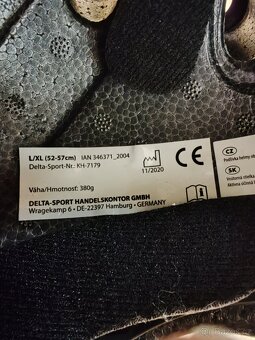 L/XL (52-57cm) IAN 346371_2004
Delta-Sport-Nr.: KH-7179
11/2020
CE
Váha/Hmotnost: 380g
DELTA-SPORT HANDELSKONTOR GMBH
Wragekamp 6 • DE-22397 Hamburg • GERMANY
CZ
SK